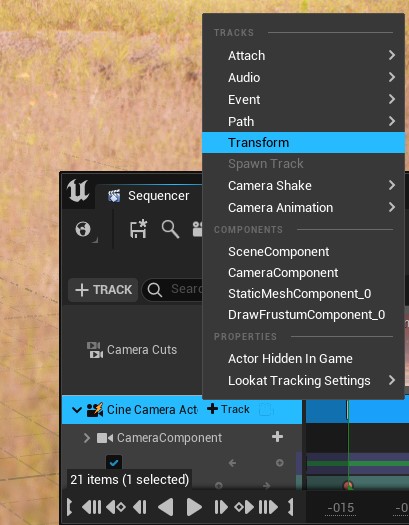 TRACKS
Attach
Audio
Event
Path
Transform
Spawn Track
Camera Shake
Camera Animation
COMPONENTS
SceneComponent
CameraComponent
StaticMeshComponent_0
DrawFrustumComponent_0
PROPERTIES
Actor Hidden In Game
Lookat Tracking Settings
Sequencer
+ TRACK
Camera Cuts
Cine Camera Act + Track
CameraComponent
21 items (1 selected)
-015